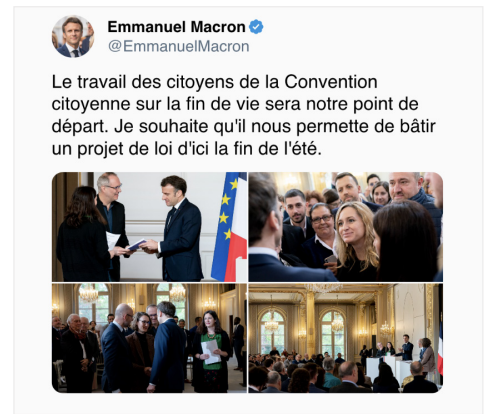 Emmanuel Macron
@EmmanuelMacron
Le travail des citoyens de la Convention
citoyenne sur la fin de vie sera notre point de
départ. Je souhaite qu'il nous permette de bâtir
un projet de loi d'ici la fin de l'été.